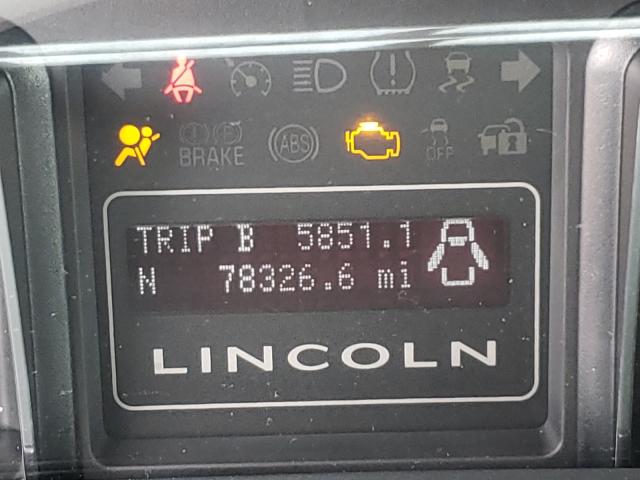 BRAKE
ABS
OFF
TRIP B 5851.1
N 78326.6 mi
LINCOLN